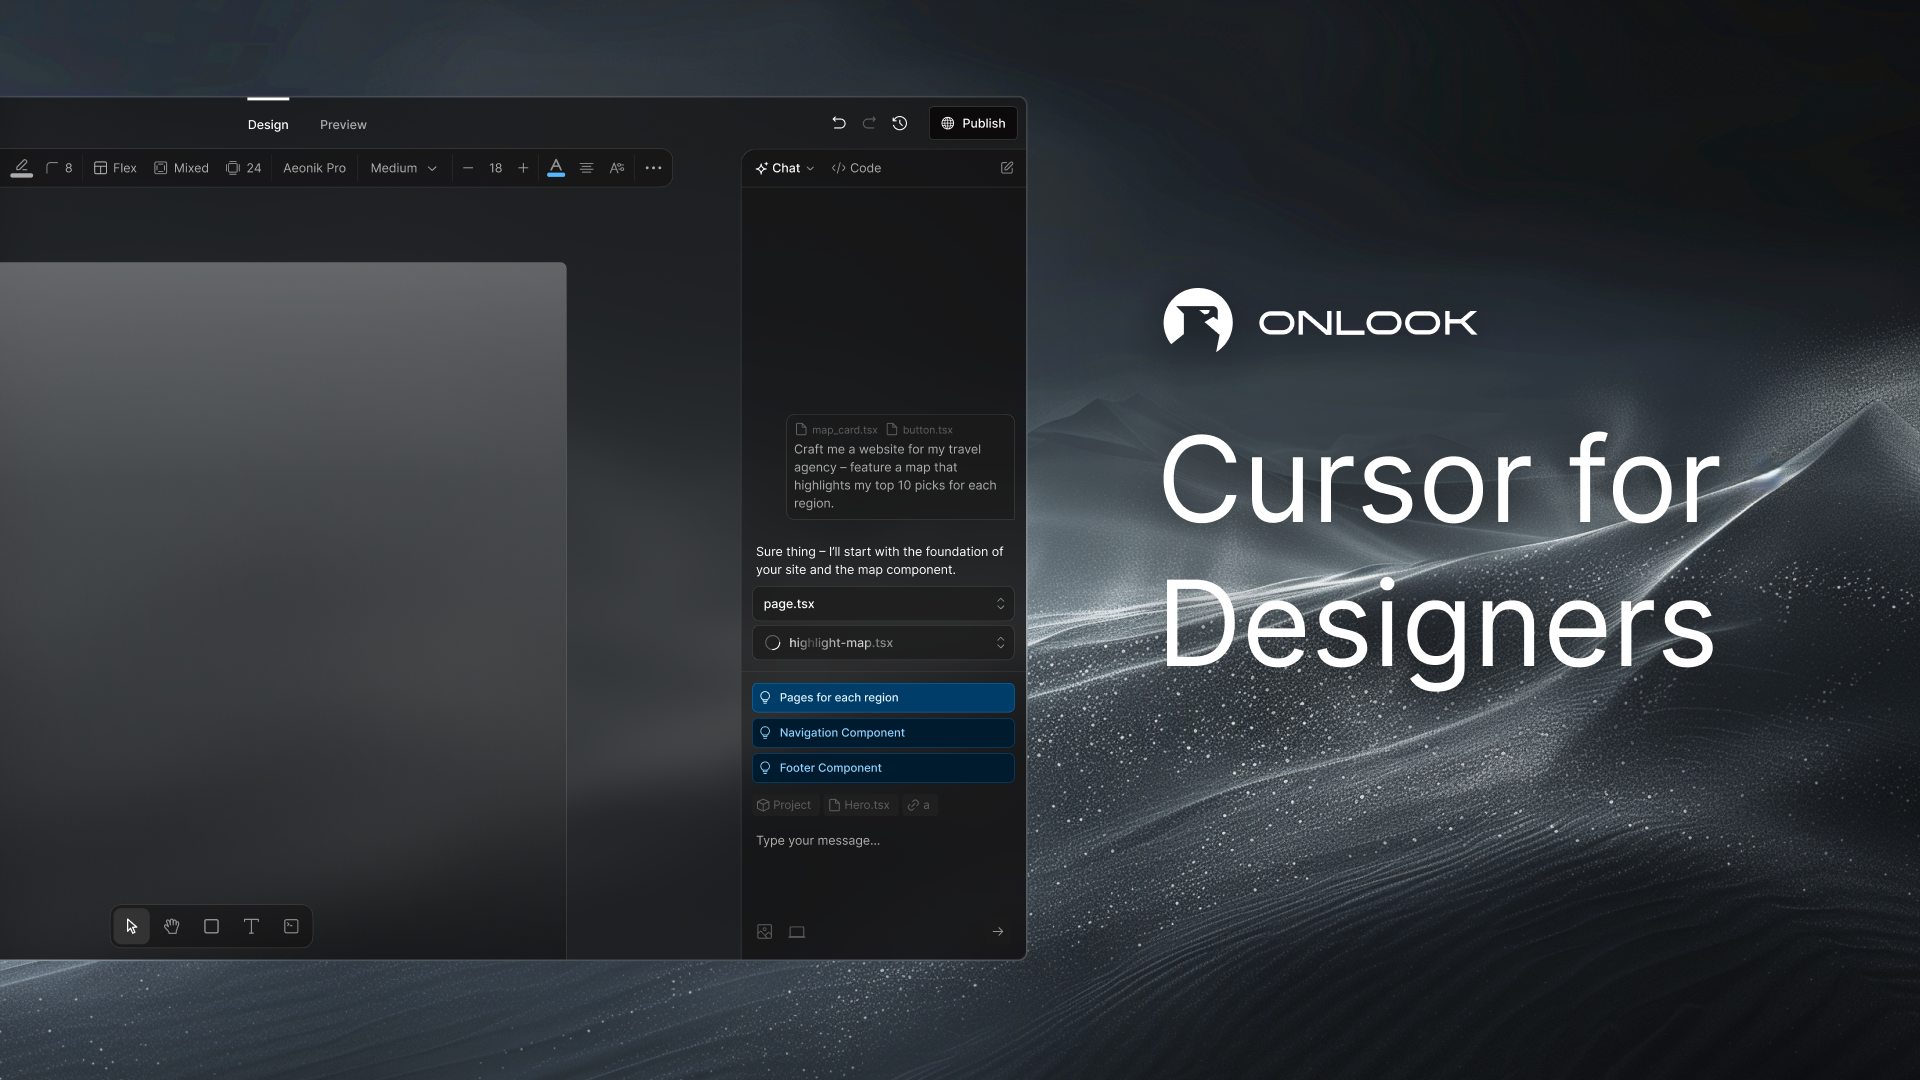 Design Preview
Publish
8 Flex Mixed 24 Aeonik Pro Medium 18 A
Chat Code
map_card.tsx button.tsx
Craft me a website for my travel
agency – feature a map that
highlights my top 10 picks for each
region.
Sure thing – I'll start with the foundation of
your site and the map component.
page.tsx
highlight-map.tsx
Pages for each region
Navigation Component
Footer Component
Project Hero.tsx a
Type your message...
ONLOOK
Cursor for
Designers